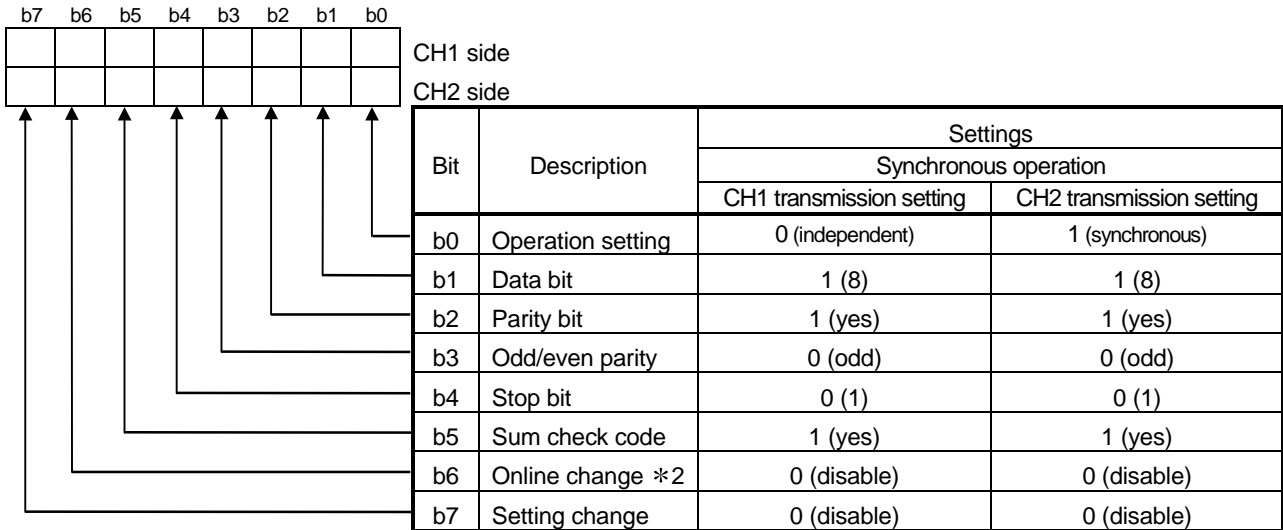 b7 b6 b5 b4 b3 b2 b1 b0
CH1 side
CH2 side
Bit Description Settings
Synchronous operation
CH1 transmission setting CH2 transmission setting
b0 Operation setting 0 (independent) 1 (synchronous)
b1 Data bit 1 (8) 1 (8)
b2 Parity bit 1 (yes) 1 (yes)
b3 Odd/even parity 0 (odd) 0 (odd)
b4 Stop bit 0 (1) 0 (1)
b5 Sum check code 1 (yes) 1 (yes)
b6 Online change *2 0 (disable) 0 (disable)
b7 Setting change 0 (disable) 0 (disable)